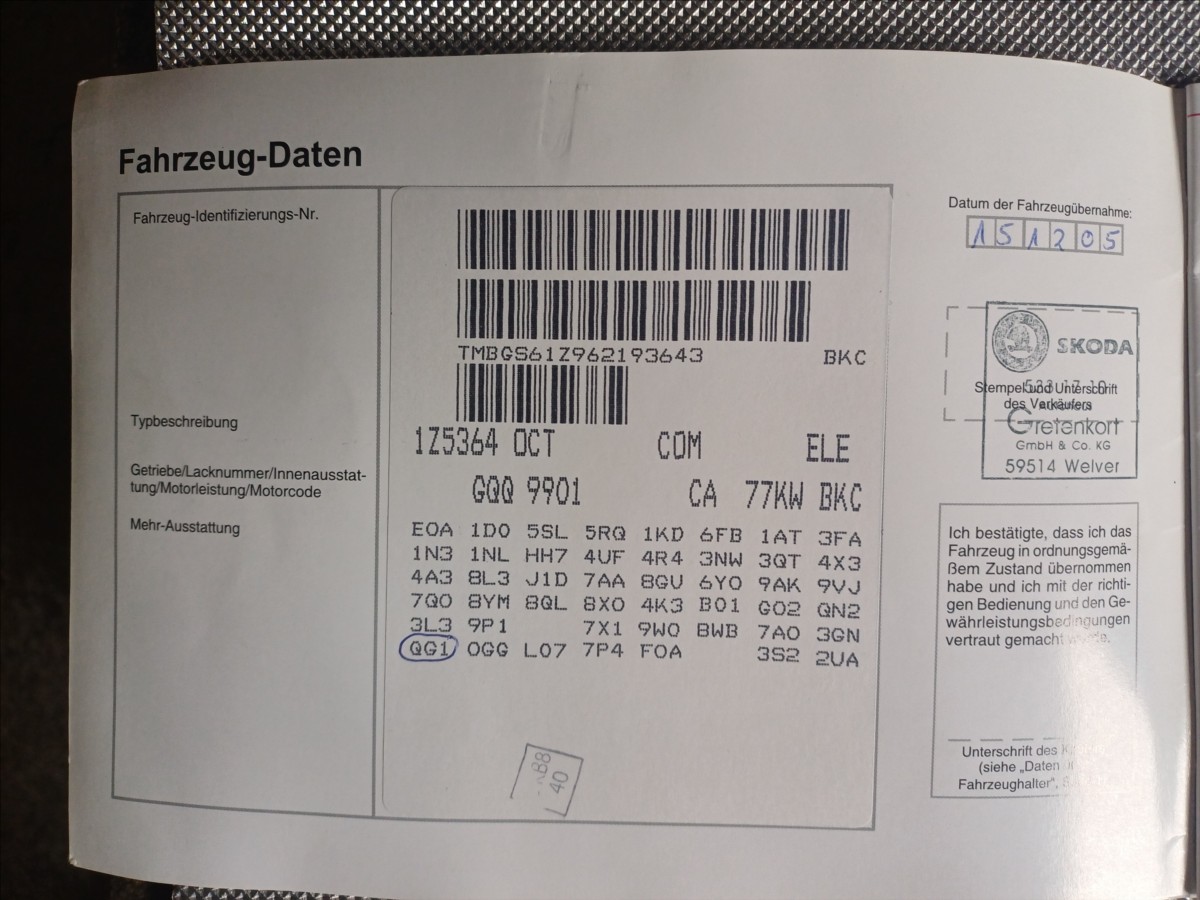 Fahrzeug-Daten
Fahrzeug-Identifizierungs-Nr.
TMBGS61Z962193643 BKC
Typbeschreibung
1Z5364 OCT COM ELE
Getriebe/Lacknummer/Innenausstat-
tung/Motorleistung/Motorcode
GQQ 9901 CA 77KW BKC
Mehr-Ausstattung
E0A 1D0 5SL 5RQ 1KD 6FB 1AT 3FA
1N3 1NL HH7 4UF 4R4 3NW 3QT 4X3
4A3 8L3 J1D 7AA 8GU 6Y0 9AK 9VJ
7Q0 8YM 8QL 8X0 4K3 B01 G02 QN2
3L3 9P1 7X1 9W0 8WB 7A0 3GN
QG1 0GG L07 7P4 F0A 3S2 2UA
40
Datum der Fahrzeugübernahme:
151205
SKODA
Stempel und Unterschrift
des Verkäufers
Gretenkort
GmbH & Co. KG
59514 Welver
Ich bestätigte, dass ich das
Fahrzeug in ordnungsgemä-
ßem Zustand übernommen
habe und ich mit der richti-
gen Bedienung und den Ge-
währleistungsbedingungen
vertraut gemacht
Unterschrift des
(siehe „Daten
Fahrzeughalter",